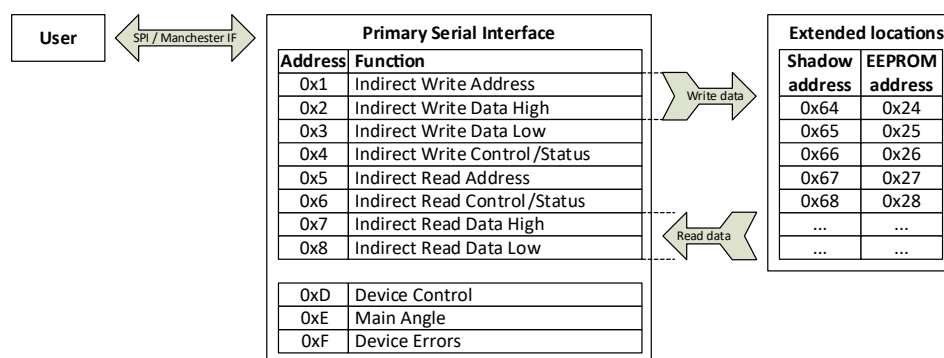 User
SPI / Manchester IF
Primary Serial Interface
Address Function
0x1 Indirect Write Address
0x2 Indirect Write Data High
0x3 Indirect Write Data Low
0x4 Indirect Write Control/Status
0x5 Indirect Read Address
0x6 Indirect Read Control/Status
0x7 Indirect Read Data High
0x8 Indirect Read Data Low
0xD Device Control
0xE Main Angle
0xF Device Errors
Write data
Read data
Extended locations
Shadow EEPROM
address address
0x64 0x24
0x65 0x25
0x66 0x26
0x67 0x27
0x68 0x28
... ...
... ...